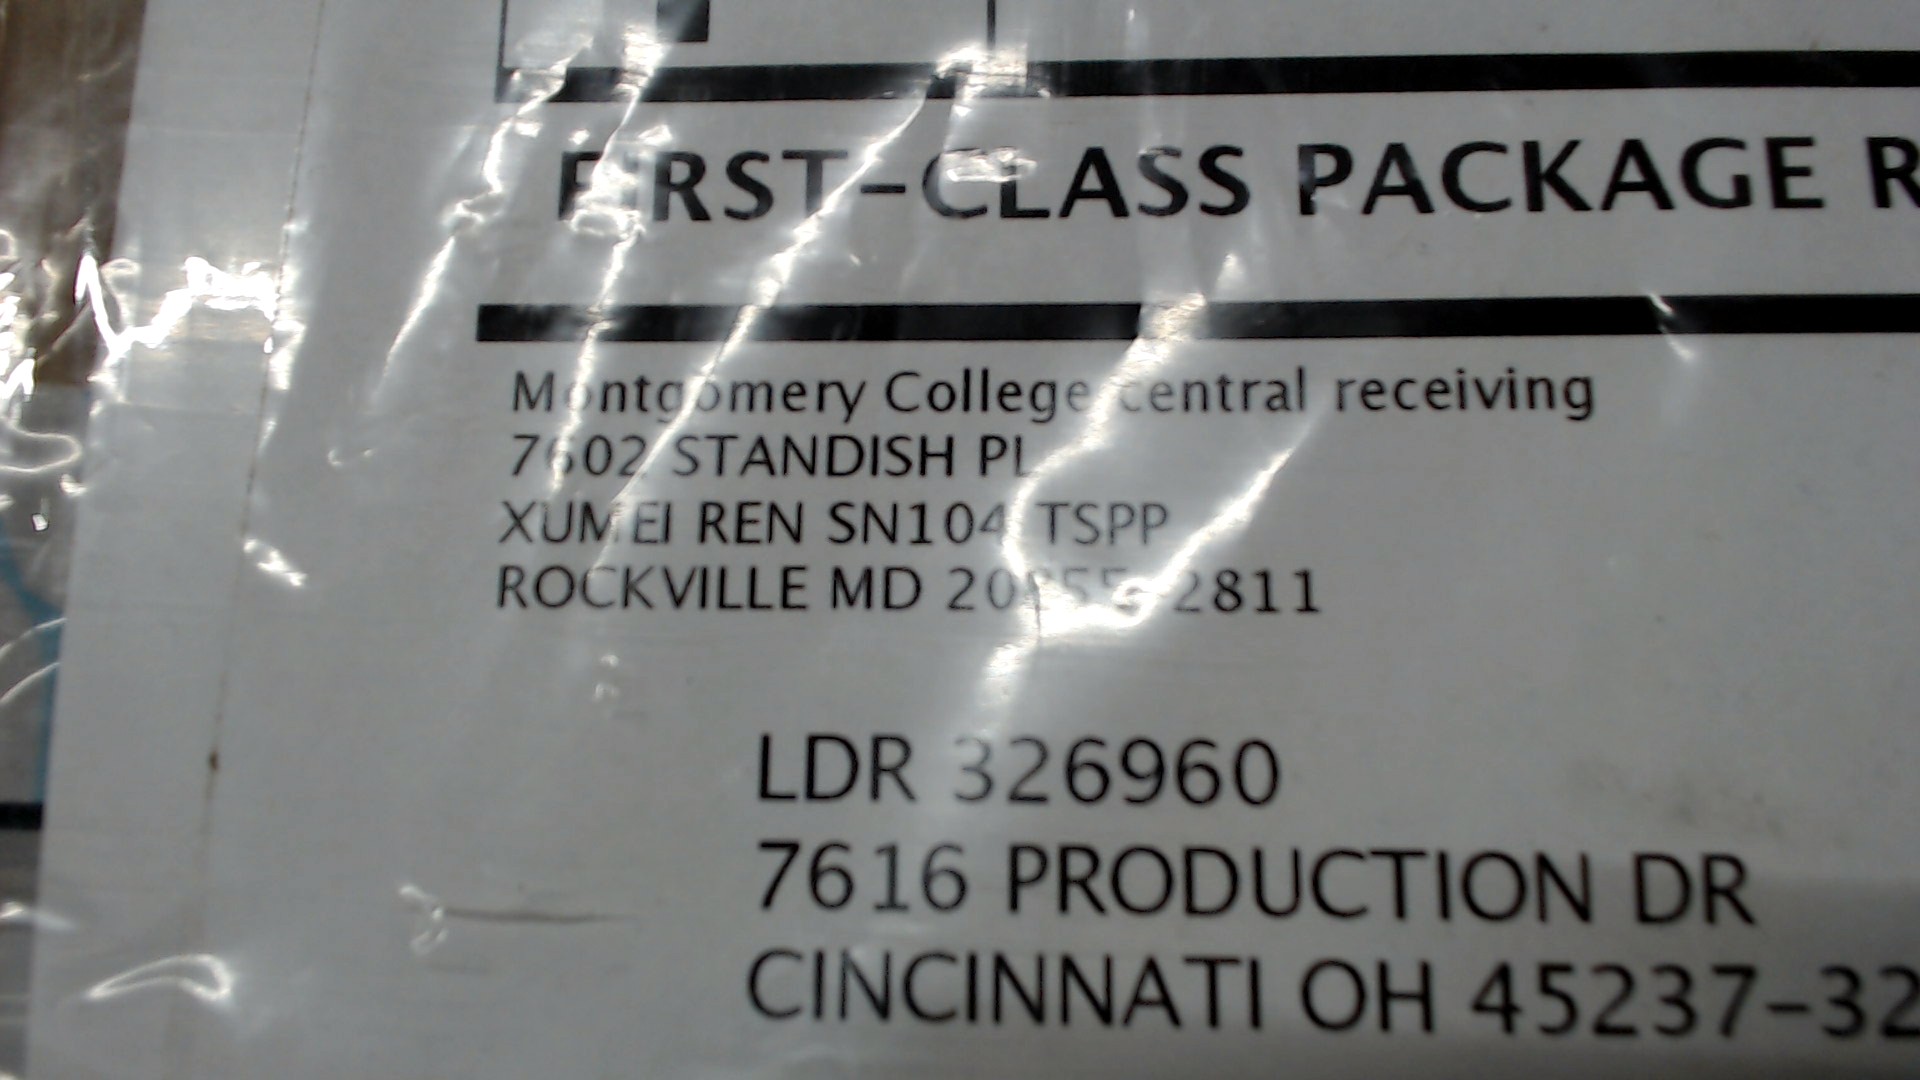 FIRST-CLASS PACKAGE R
Montgomery College central receiving
7602 STANDISH PL
XUMEI REN SN104 TSPP
ROCKVILLE MD 20855-2811
LDR 326960
7616 PRODUCTION DR
CINCINNATI OH 45237-32